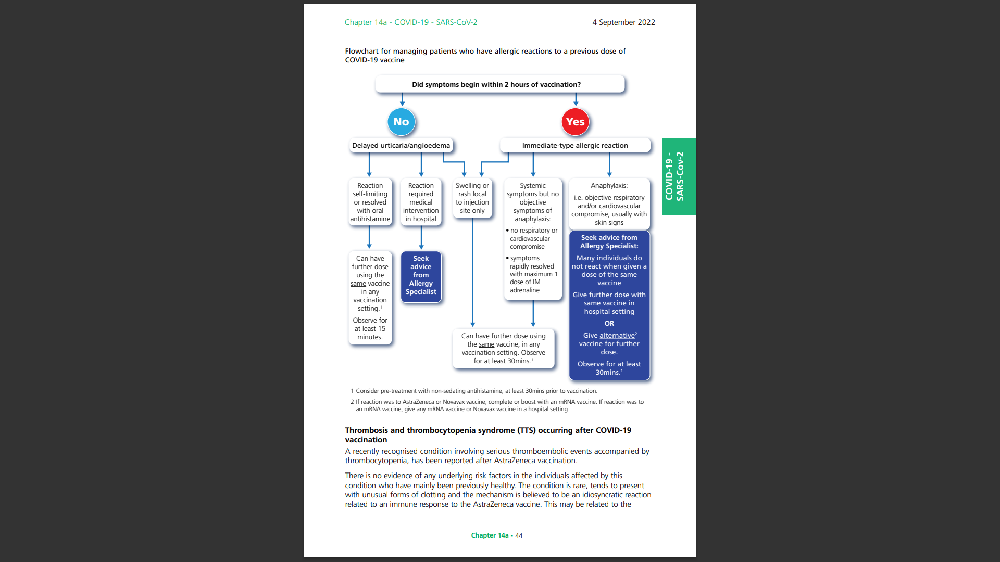 Chapter 14a - COVID-19 - SARS-CoV-2
4 September 2022
Flowchart for managing patients who have allergic reactions to a previous dose of
COVID-19 vaccine
Did symptoms begin within 2 hours of vaccination?
No
Yes
Delayed urticaria/angioedema
Immediate-type allergic reaction
COVID-19 -
SARS-Cov-2
Reaction
self-limiting
or resolved
with oral
antihistamine
Reaction
required
medical
intervention
in hospital
Swelling or
rash local
to injection
site only
Systemic
symptoms but no
objective
symptoms of
anaphylaxis:
• no respiratory or
cardiovascular
compromise
• symptoms
rapidly resolved
with maximum 1
dose of IM
adrenaline
Anaphylaxis:
i.e. objective respiratory
and/or cardiovascular
compromise, usually with
skin signs
Seek advice from
Allergy Specialist:
Many individuals do
not react when given a
dose of the same
vaccine
Give further dose with
same vaccine in
hospital setting
OR
Give alternative²
vaccine for further
dose.
Observe for at least
30mins.¹
Can have
further dose
using the
same vaccine
in any
vaccination
setting.¹
Observe for
at least 15
minutes.
Seek
advice
from
Allergy
Specialist
Can have further dose using
the same vaccine, in any
vaccination setting. Observe
for at least 30mins.¹
1 Consider pre-treatment with non-sedating antihistamine, at least 30mins prior to vaccination.
2 If reaction was to AstraZeneca or Novavax vaccine, complete or boost with an mRNA vaccine. If reaction was to
an mRNA vaccine, give any mRNA vaccine or Novavax vaccine in a hospital setting.
Thrombosis and thrombocytopenia syndrome (TTS) occurring after COVID-19
vaccination
A recently recognised condition involving serious thromboembolic events accompanied by
thrombocytopenia, has been reported after AstraZeneca vaccination.
There is no evidence of any underlying risk factors in the individuals affected by this
condition who have mainly been previously healthy. The condition is rare, tends to present
with unusual forms of clotting and the mechanism is believed to be an idiosyncratic reaction
related to an immune response to the AstraZeneca vaccine. This may be related to the
Chapter 14a - 44